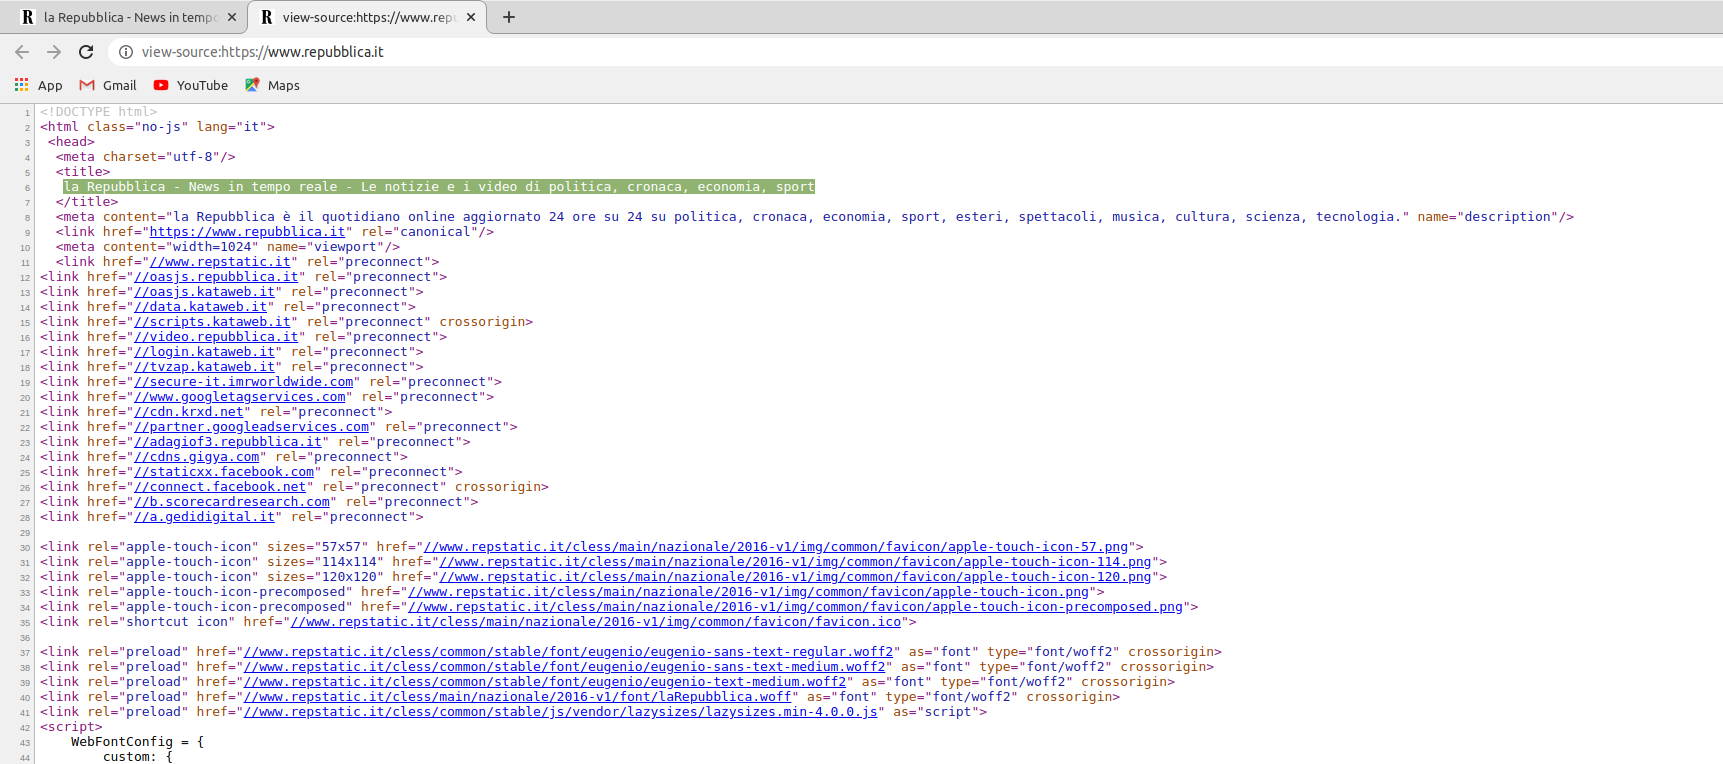 la Repubblica - News in tempo
view-source:https://www.rep
view-source:https://www.repubblica.it
App Gmail YouTube Maps
1 <!DOCTYPE html>
2 <html class="no-js" lang="it">
3 <head>
4 <meta charset="utf-8"/>
5 <title>
6 la Repubblica - News in tempo reale - Le notizie e i video di politica, cronaca, economia, sport
7 </title>
8 <meta content="la Repubblica è il quotidiano online aggiornato 24 ore su 24 su politica, cronaca, economia, sport, esteri, spettacoli, musica, cultura, scienza, tecnologia." name="description"/>
9 <link href="https://www.repubblica.it" rel="canonical"/>
10 <meta content="width=1024" name="viewport"/>
11 <link href="//www.repstatic.it" rel="preconnect">
12 <link href="//oasjs.repubblica.it" rel="preconnect">
13 <link href="//oasjs.kataweb.it" rel="preconnect">
14 <link href="//data.kataweb.it" rel="preconnect">
15 <link href="//scripts.kataweb.it" rel="preconnect" crossorigin>
16 <link href="//video.repubblica.it" rel="preconnect">
17 <link href="//login.kataweb.it" rel="preconnect">
18 <link href="//tvzap.kataweb.it" rel="preconnect">
19 <link href="//secure-it.imrworldwide.com" rel="preconnect">
20 <link href="//www.googletagservices.com" rel="preconnect">
21 <link href="//cdn.krxd.net" rel="preconnect">
22 <link href="//partner.googleadservices.com" rel="preconnect">
23 <link href="//adagiof3.repubblica.it" rel="preconnect">
24 <link href="//cdns.gigya.com" rel="preconnect">
25 <link href="//staticxx.facebook.com" rel="preconnect">
26 <link href="//connect.facebook.net" rel="preconnect" crossorigin>
27 <link href="//b.scorecardresearch.com" rel="preconnect">
28 <link href="//a.gedidigital.it" rel="preconnect">
29
30 <link rel="apple-touch-icon" sizes="57x57" href="//www.repstatic.it/cless/main/nazionale/2016-v1/img/common/favicon/apple-touch-icon-57.png">
31 <link rel="apple-touch-icon" sizes="114x114" href="//www.repstatic.it/cless/main/nazionale/2016-v1/img/common/favicon/apple-touch-icon-114.png">
32 <link rel="apple-touch-icon" sizes="120x120" href="//www.repstatic.it/cless/main/nazionale/2016-v1/img/common/favicon/apple-touch-icon-120.png">
33 <link rel="apple-touch-icon-precomposed" href="//www.repstatic.it/cless/main/nazionale/2016-v1/img/common/favicon/apple-touch-icon.png">
34 <link rel="apple-touch-icon-precomposed" href="//www.repstatic.it/cless/main/nazionale/2016-v1/img/common/favicon/apple-touch-icon-precomposed.png">
35 <link rel="shortcut icon" href="//www.repstatic.it/cless/main/nazionale/2016-v1/img/common/favicon/favicon.ico">
36
37 <link rel="preload" href="//www.repstatic.it/cless/common/stable/font/eugenio/eugenio-sans-text-regular.woff2" as="font" type="font/woff2" crossorigin>
38 <link rel="preload" href="//www.repstatic.it/cless/common/stable/font/eugenio/eugenio-sans-text-medium.woff2" as="font" type="font/woff2" crossorigin>
39 <link rel="preload" href="//www.repstatic.it/cless/common/stable/font/eugenio/eugenio-text-medium.woff2" as="font" type="font/woff2" crossorigin>
40 <link rel="preload" href="//www.repstatic.it/cless/main/nazionale/2016-v1/font/laRepubblica.woff" as="font" type="font/woff2" crossorigin>
41 <link rel="preload" href="//www.repstatic.it/cless/common/stable/js/vendor/lazysizes/lazysizes.min-4.0.0.js" as="script">
42 <script>
43 WebFontConfig = {
44 custom: {